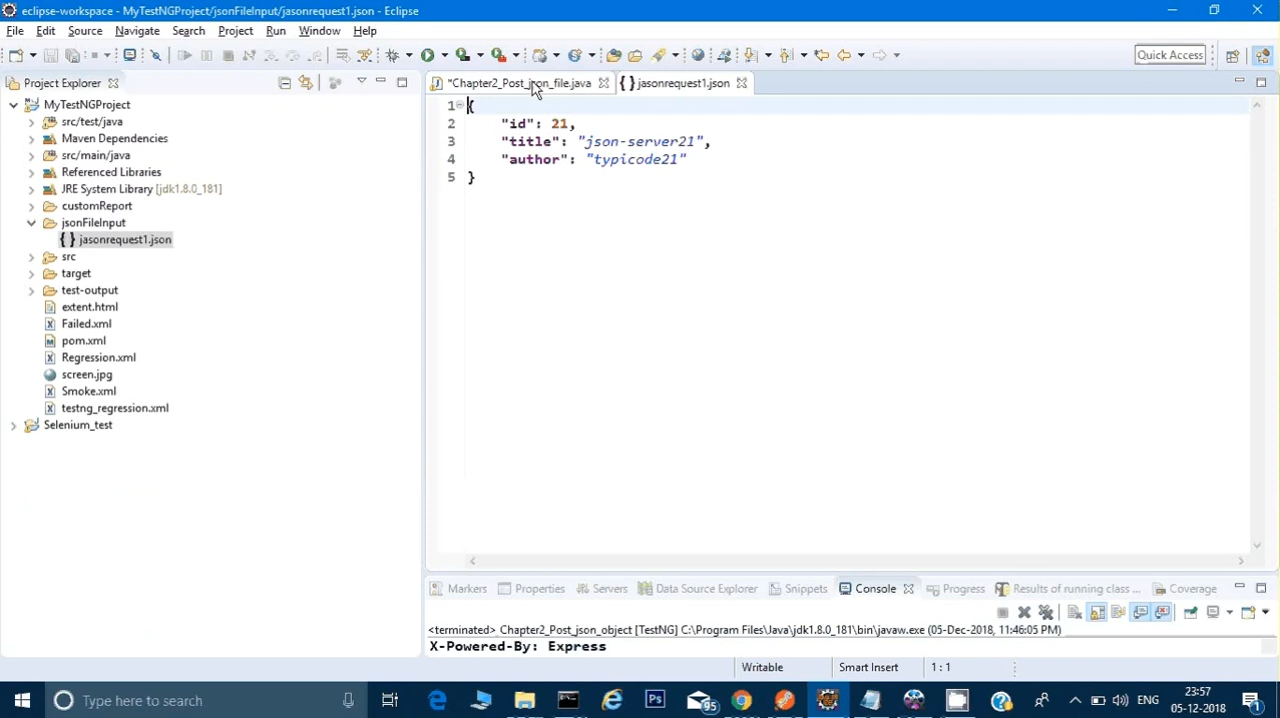 eclipse-workspace - MyTestNGProject/jsonFileInput/jasonrequest1.json - Eclipse
File Edit Source Navigate Search Project Run Window Help
Quick Access
Project Explorer
*Chapter2_Post_json_file.java
{ } jasonrequest1.json
MyTestNGProject
src/test/java
Maven Dependencies
src/main/java
Referenced Libraries
JRE System Library [jdk1.8.0_181]
customReport
jsonFileInput
{ } jasonrequest1.json
src
target
test-output
extent.html
Failed.xml
pom.xml
Regression.xml
screen.jpg
Smoke.xml
testng_regression.xml
Selenium_test
1 {
2 "id": 21,
3 "title": "json-server21",
4 "author": "typicode21"
5 }
Markers Properties Servers Data Source Explorer Snippets Console Progress Results of running class ... Coverage
<terminated> Chapter2_Post_json_object [TestNG] C:\Program Files\Java\jdk1.8.0_181\bin\javaw.exe (05-Dec-2018, 11:46:05 PM)
X-Powered-By: Express
Writable Smart Insert 1 : 1
Type here to search
Ps
95
ENG
23:57
05-12-2018
1